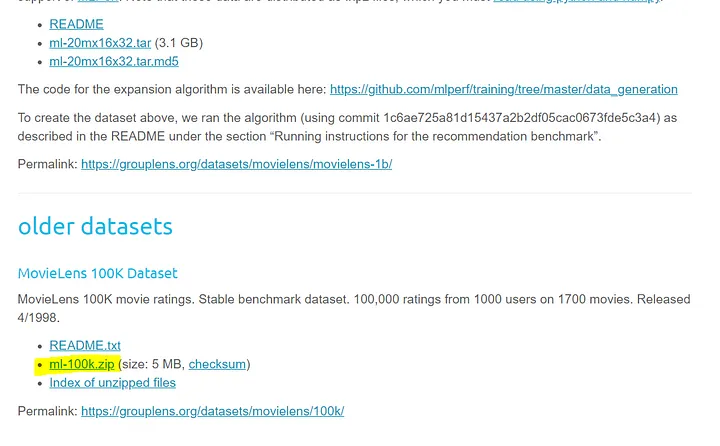 README
ml-20mx16x32.tar (3.1 GB)
ml-20mx16x32.tar.md5
The code for the expansion algorithm is available here: https://github.com/mlperf/training/tree/master/data_generation
To create the dataset above, we ran the algorithm (using commit 1c6ae725a81d15437a2b2df05cac0673fde5c3a4) as
described in the README under the section “Running instructions for the recommendation benchmark”.
Permalink: https://grouplens.org/datasets/movielens/movielens-1b/
older datasets
MovieLens 100K Dataset
MovieLens 100K movie ratings. Stable benchmark dataset. 100,000 ratings from 1000 users on 1700 movies. Released
4/1998.
README.txt
ml-100k.zip (size: 5 MB, checksum)
Index of unzipped files
Permalink: https://grouplens.org/datasets/movielens/100k/